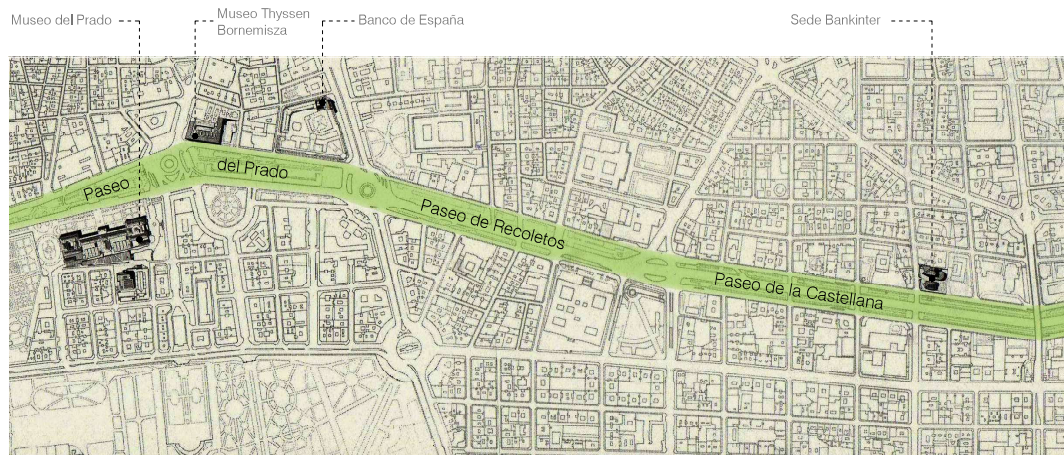 Museo del Prado
Museo Thyssen
Bornemisza
Banco de España
Sede Bankinter
Paseo
del Prado
Paseo de Recoletos
Paseo de la Castellana